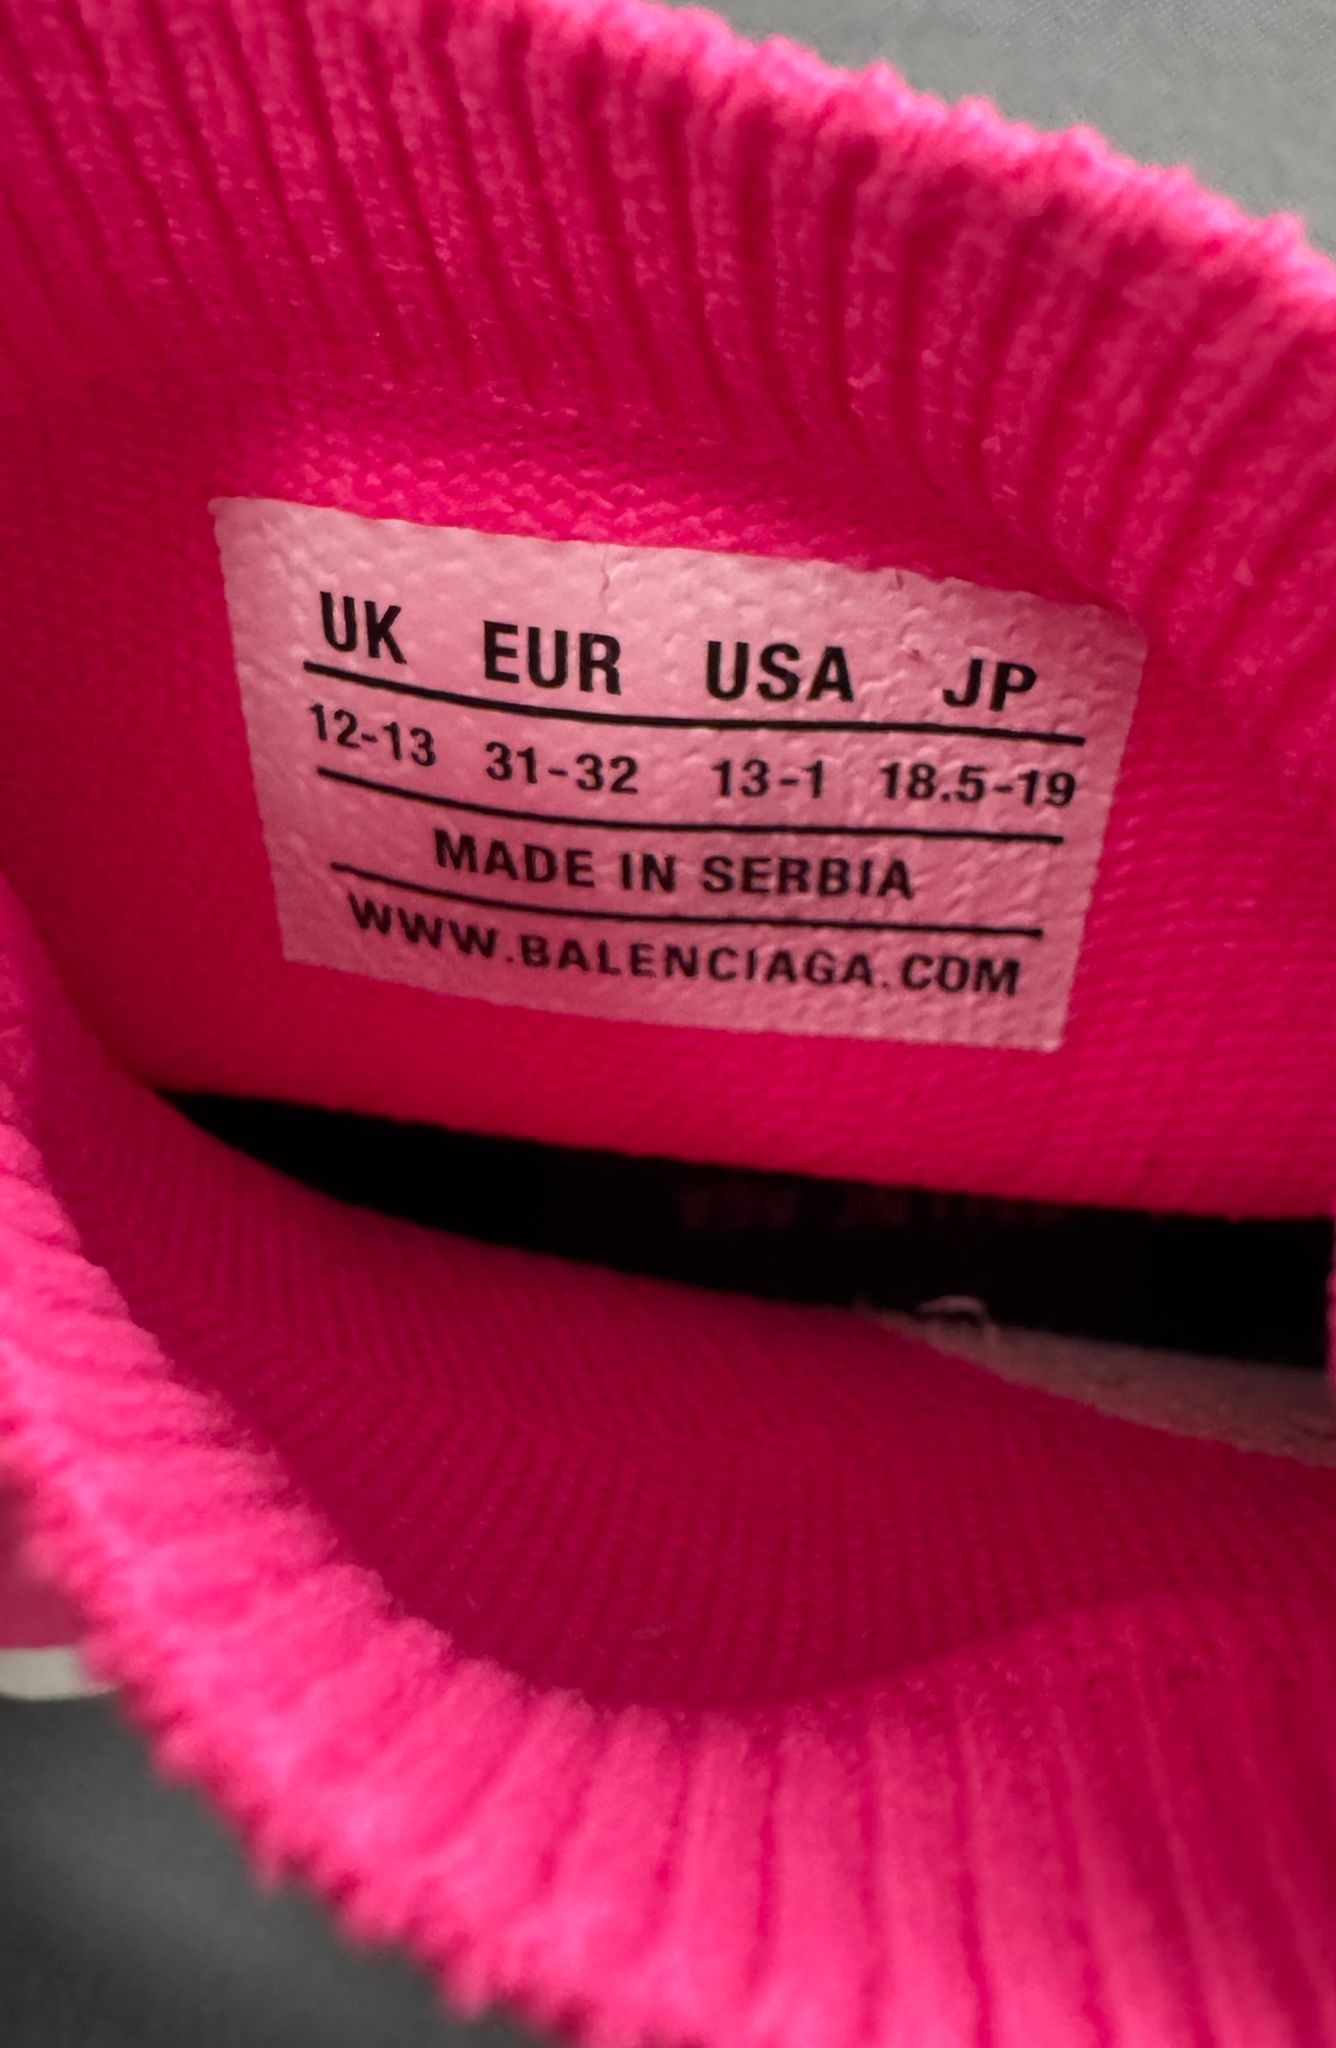 UK EUR USA JP
12-13 31-32 13-1 18.5-19
MADE IN SERBIA
WWW.BALENCIAGA.COM